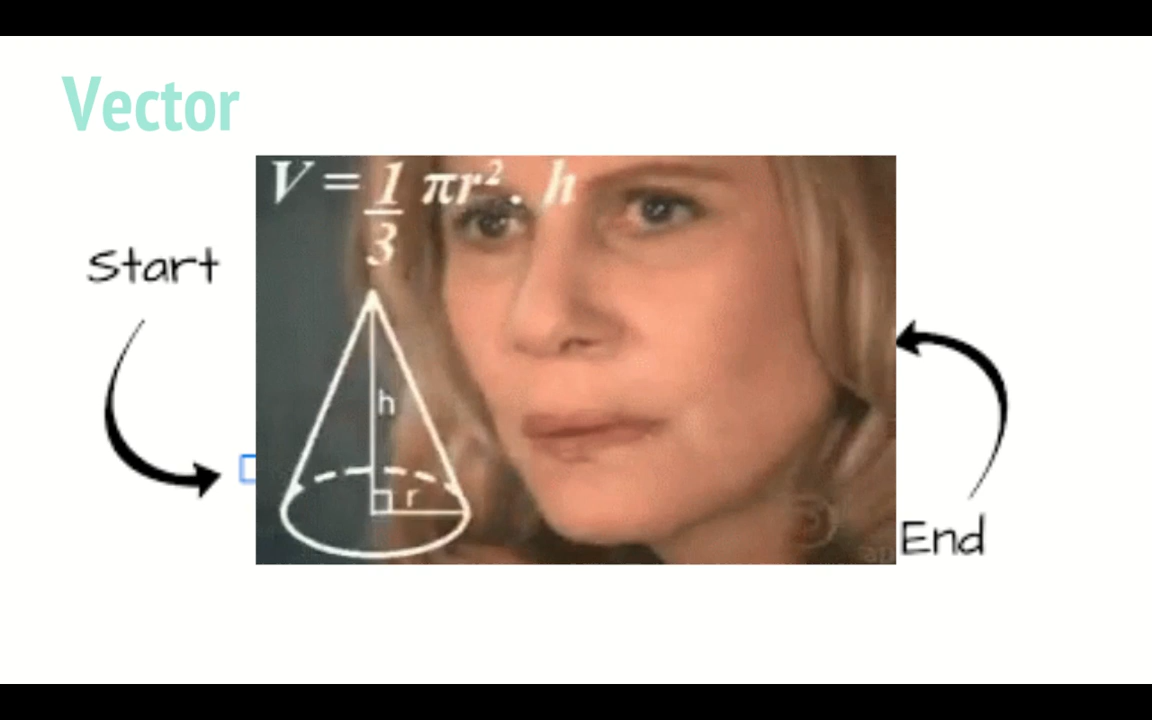 Vector
V = 1/3 πr². h
Start
h
r
End